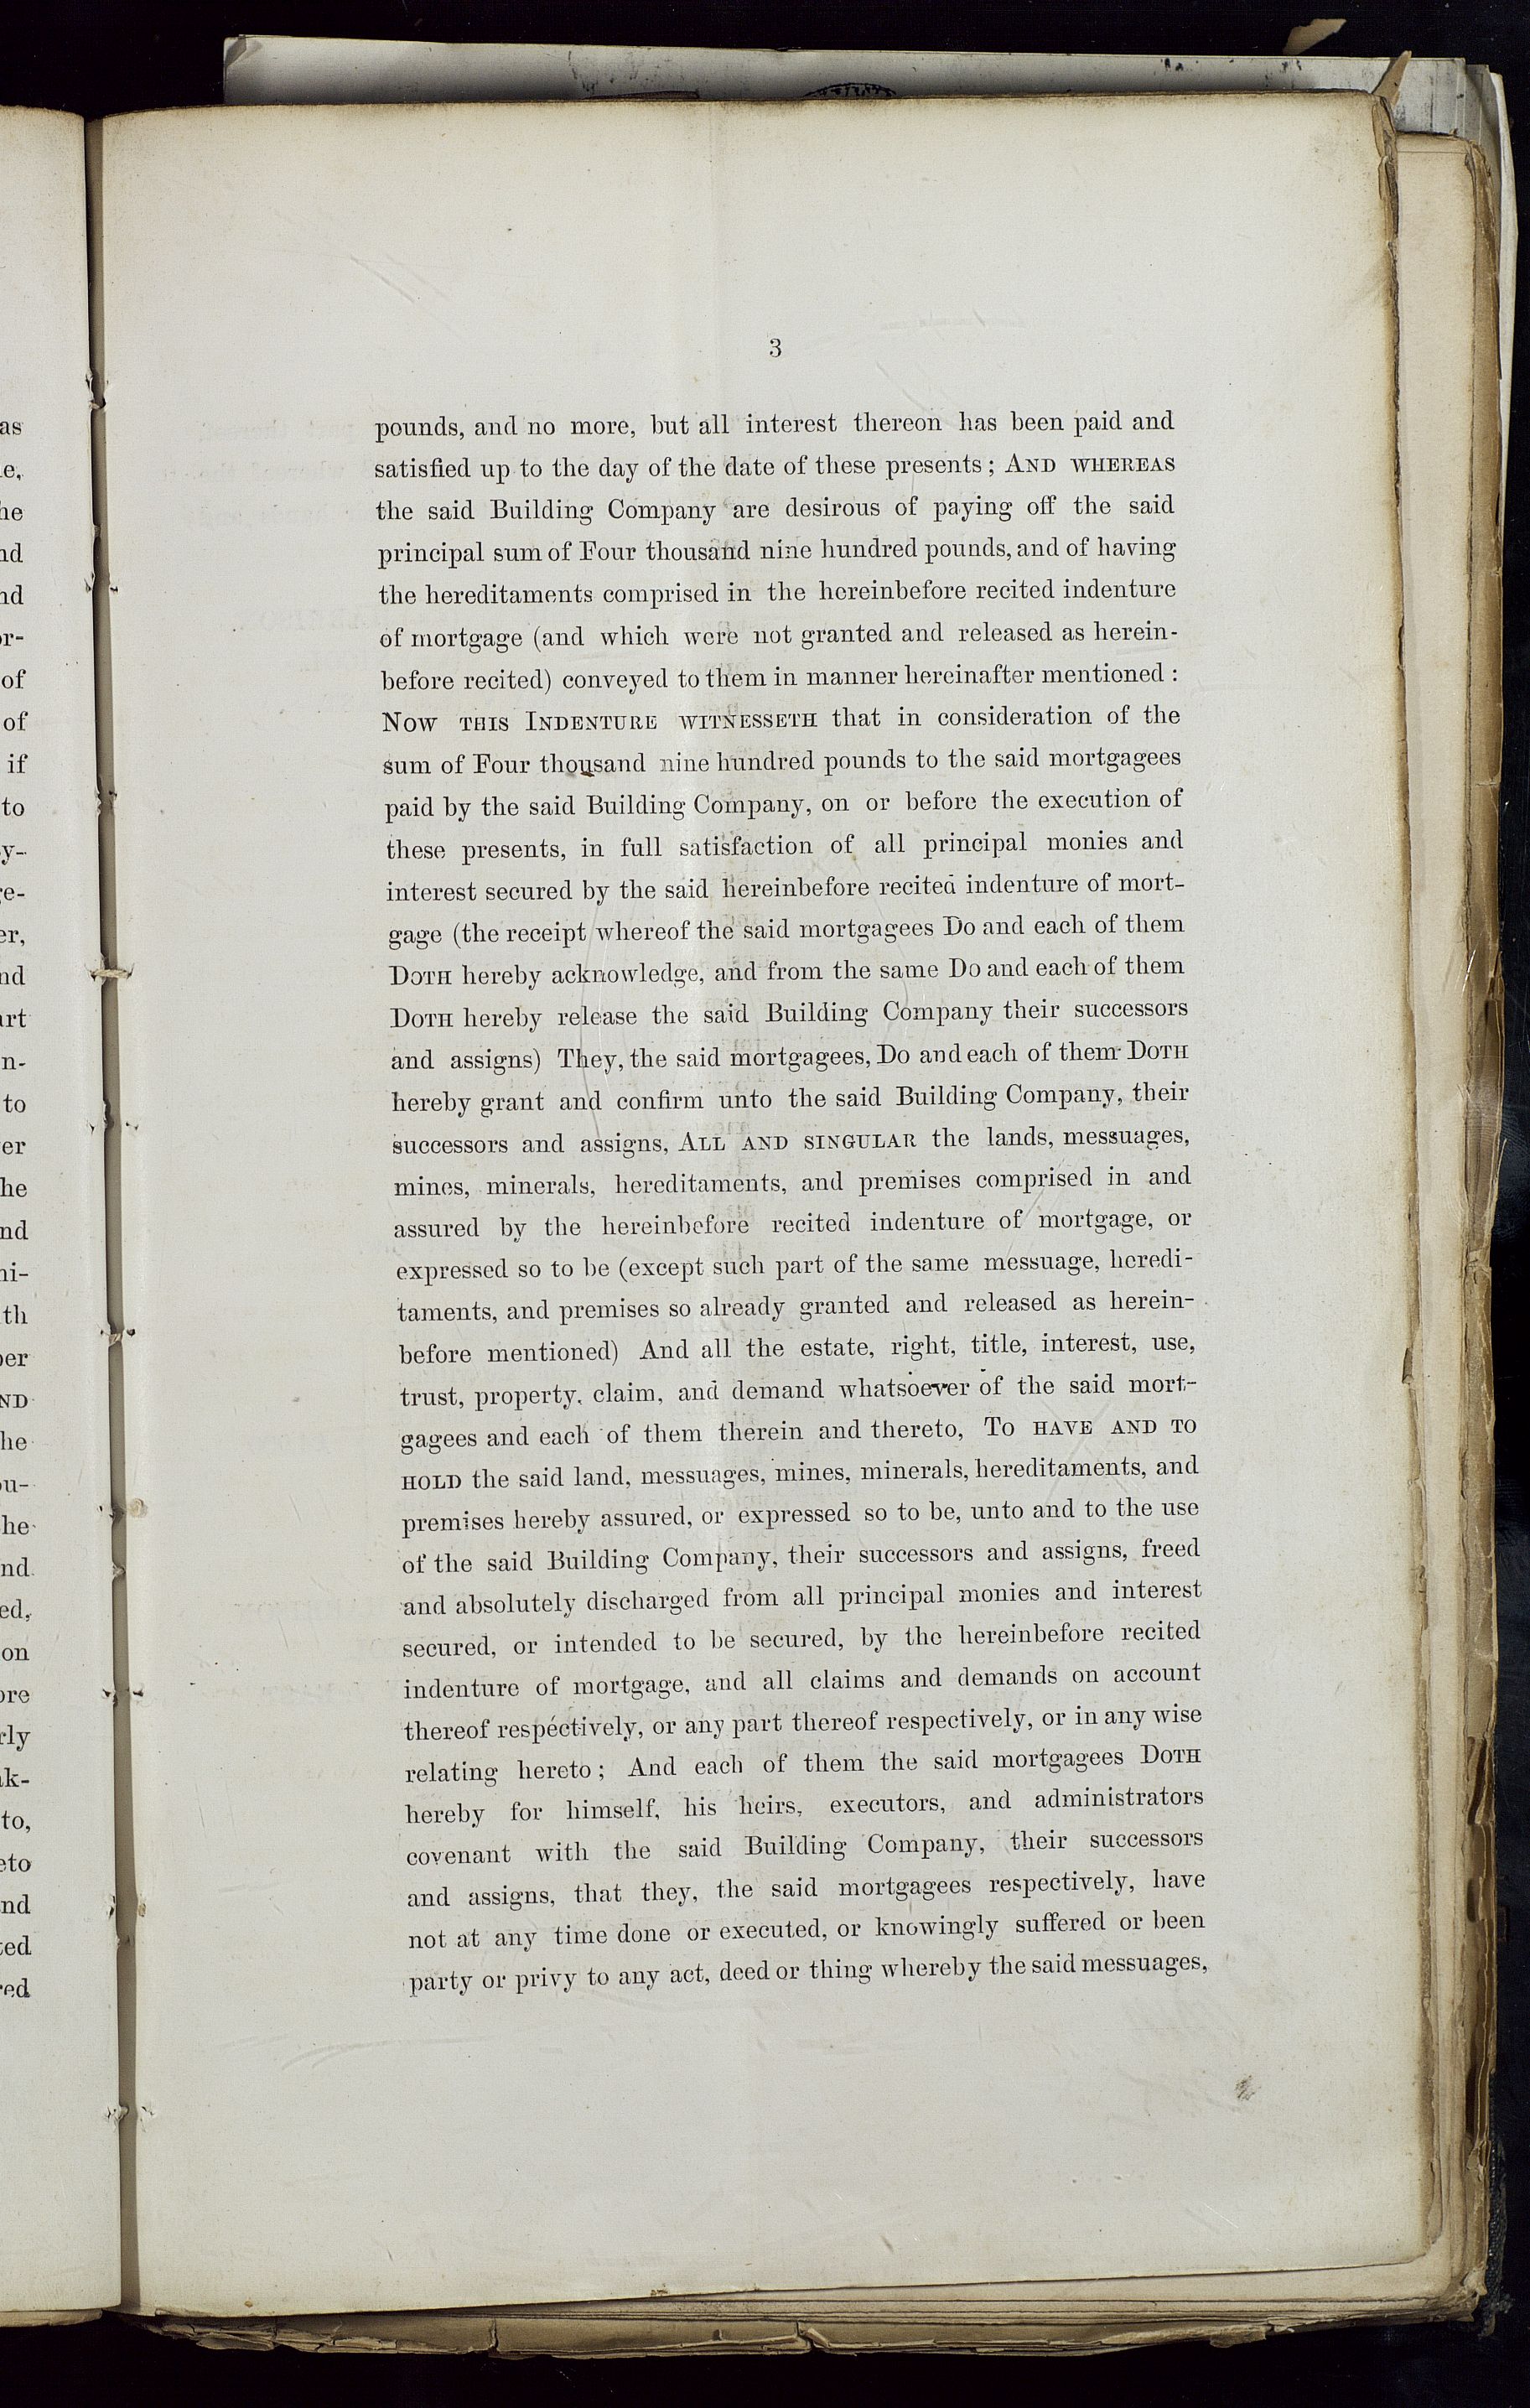 3
pounds, and no more, but all interest thereon has been paid and
satisfied up to the day of the date of these presents; AND WHEREAS
the said Building Company are desirous of paying off the said
principal sum of Four thousand nine hundred pounds, and of having
the hereditaments comprised in the hereinbefore recited indenture
of mortgage (and which were not granted and released as herein-
before recited) conveyed to them in manner hereinafter mentioned:
NOW THIS INDENTURE WITNESSETH that in consideration of the
sum of Four thousand nine hundred pounds to the said mortgagees
paid by the said Building Company, on or before the execution of
these presents, in full satisfaction of all principal monies and
interest secured by the said hereinbefore recited indenture of mort-
gage (the receipt whereof the said mortgagees Do and each of them
DOTH hereby acknowledge, and from the same Do and each of them
DOTH hereby release the said Building Company their successors
and assigns) They, the said mortgagees, Do and each of them DOTH
hereby grant and confirm unto the said Building Company, their
successors and assigns, ALL AND SINGULAR the lands, messuages,
mines, minerals, hereditaments, and premises comprised in and
assured by the hereinbefore recited indenture of mortgage, or
expressed so to be (except such part of the same messuage, heredi-
taments, and premises so already granted and released as herein-
before mentioned) And all the estate, right, title, interest, use,
trust, property, claim, and demand whatsoever of the said mort-
gagees and each of them therein and thereto, TO HAVE AND TO
HOLD the said land, messuages, mines, minerals, hereditaments, and
premises hereby assured, or expressed so to be, unto and to the use
of the said Building Company, their successors and assigns, freed
and absolutely discharged from all principal monies and interest
secured, or intended to be secured, by the hereinbefore recited
indenture of mortgage, and all claims and demands on account
thereof respectively, or any part thereof respectively, or in any wise
relating hereto; And each of them the said mortgagees DOTH
hereby for himself, his heirs, executors, and administrators
covenant with the said Building Company, their successors
and assigns, that they, the said mortgagees respectively, have
not at any time done or executed, or knowingly suffered or been
party or privy to any act, deed or thing whereby the said messuages,